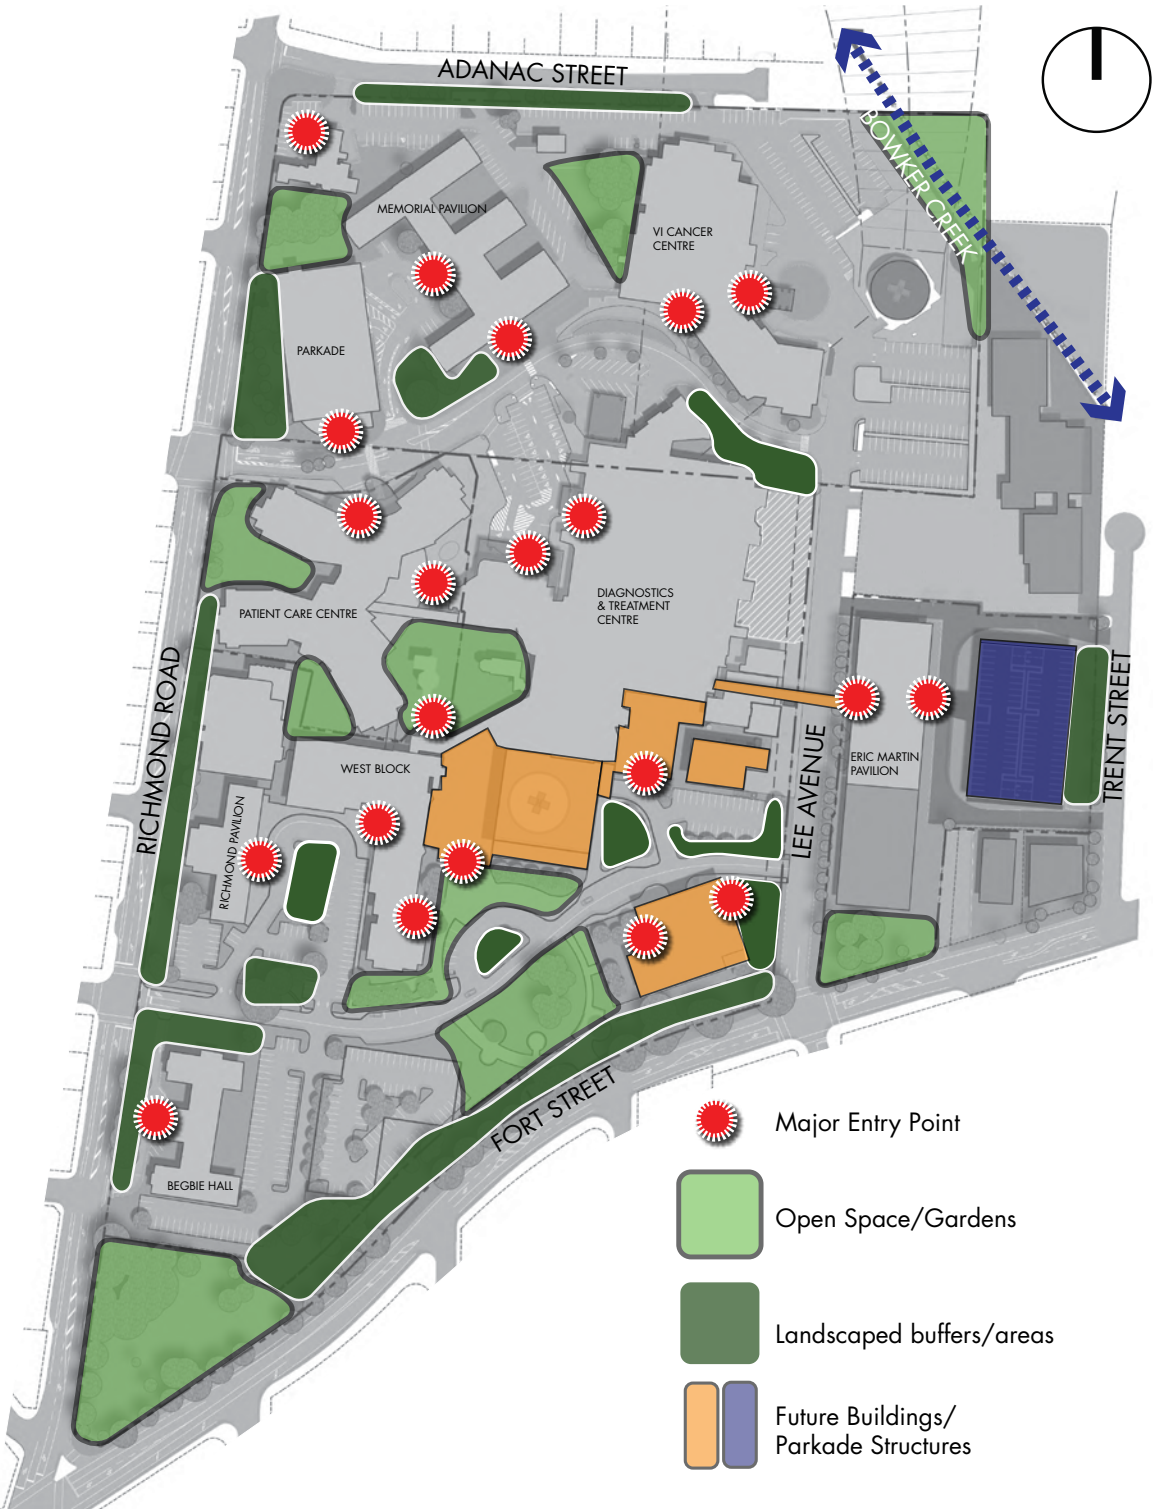 ADANAC STREET
BOWKER CREEK
MEMORIAL PAVILION
VI CANCER
CENTRE
PARKADE
DIAGNOSTICS
& TREATMENT
CENTRE
PATIENT CARE CENTRE
RICHMOND ROAD
TRENT STREET
WEST BLOCK
LEE AVENUE
ERIC MARTIN
PAVILION
RICHMOND PAVILION
FORT STREET
BEGBIE HALL
Major Entry Point
Open Space/Gardens
Landscaped buffers/areas
Future Buildings/
Parkade Structures